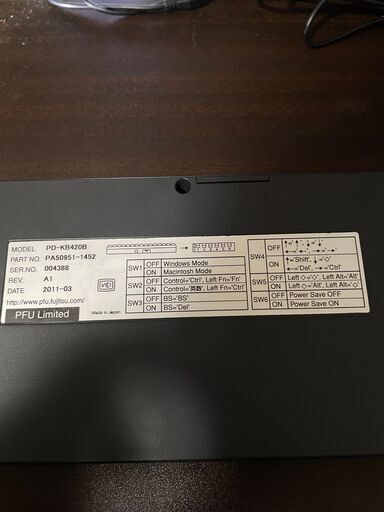 MODEL PD-KB420B
PART NO. PA50951-1452
SER.NO. 004388
REV. A1
DATE 2011-03
http://www.pfu.fujitsu.com/
PFU Limited
Made in Japan
SW1 OFF Windows Mode
ON Macintosh Mode
SW2 OFF Control='Ctrl', Left Fn='Fn'
ON Control='英数', Left Fn='Ctrl'
SW3 OFF BS='BS'
ON BS='Del'
SW4 OFF
ON ↑='Shift', ↓='◇'
←='Del', →='Ctrl'
SW5 OFF Left ◇='◇', Left Alt='Alt'
ON Left ◇='Alt', Left Alt='◇'
SW6 OFF Power Save OFF
ON Power Save ON